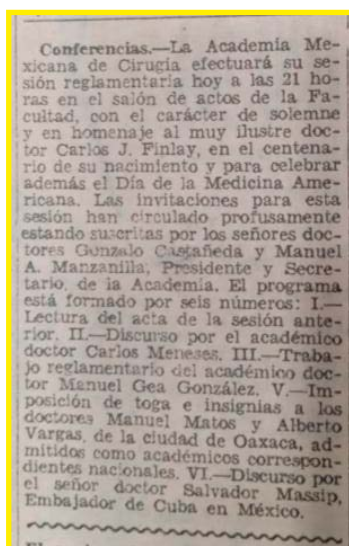 Conferencias.—La Academia Me-
xicana de Cirugía efectuará su se-
sión reglamentaria hoy a las 21 ho-
ras en el salón de actos de la Fa-
cultad, con el carácter de solemne
y en homenaje al muy ilustre doc-
tor Carlos J. Finlay, en el centena-
rio de su nacimiento y para celebrar
además el Día de la Medicina Ame-
ricana. Las invitaciones para esta
sesión han circulado profusamente
estando suscritas por los señores doc-
tores Gonzalo Castañeda y Manuel
A. Manzanilla, Presidente y Secre-
tario, de la Academia. El programa
está formado por seis números: I.—
Lectura del acta de la sesión ante-
rior. II.—Discurso por el académico
doctor Carlos Meneses. III.—Traba-
jo reglamentario del académico doc-
tor Manuel Gea González. V.—Im-
posición de toga e insignias a los
doctores Manuel Matos y Alberto
Vargas, de la ciudad de Oaxaca, ad-
mitidos como académicos correspon-
dientes nacionales. VI.—Discurso por
el señor doctor Salvador Massip,
Embajador de Cuba en México.